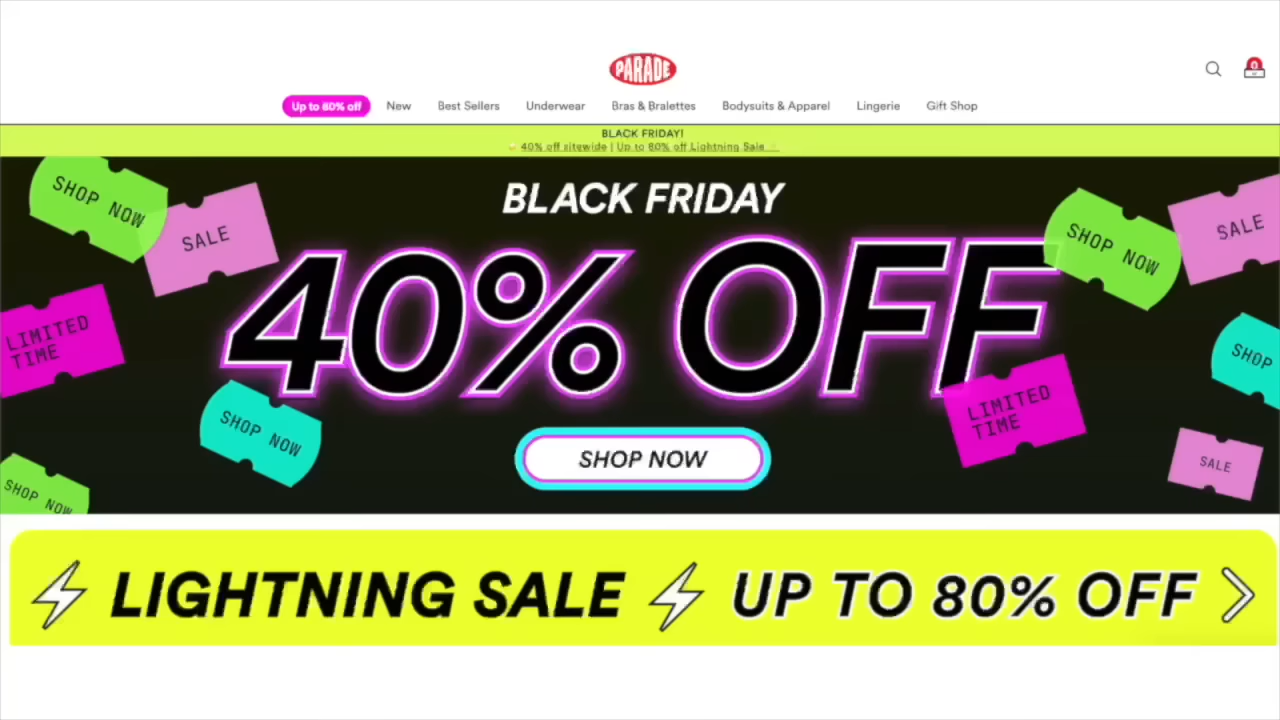 PARADE
0
Up to 80% off
New
Best Sellers
Underwear
Bras & Bralettes
Bodysuits & Apparel
Lingerie
Gift Shop
BLACK FRIDAY!
40% off sitewide | Up to 80% off Lightning Sale
BLACK FRIDAY
40% OFF
SHOP NOW
SHOP NOW
SALE
LIMITED
TIME
SHOP NOW
SHOP NOW
SHOP NOW
SALE
SHOP
LIMITED
TIME
SALE
LIGHTNING SALE
UP TO 80% OFF